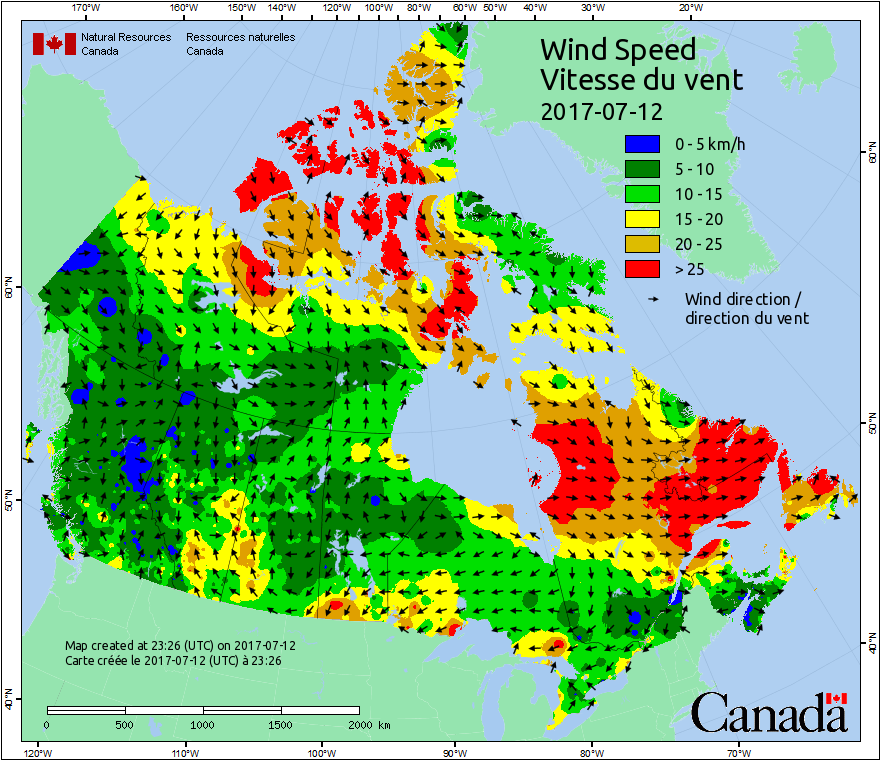 170°W 160°W 150°W 140°W 130°W 120°W 110°W 100°W 90°W 80°W 70°W 60°W 50°W 40°W 30°W 20°W
Natural Resources Canada
Ressources naturelles Canada
Wind Speed
Vitesse du vent
2017-07-12
0 - 5 km/h
5 - 10
10 - 15
15 - 20
20 - 25
> 25
Wind direction /
direction du vent
60°N
50°N
40°N
60°N
50°N
40°N
Map created at 23:26 (UTC) on 2017-07-12
Carte créée le 2017-07-12 (UTC) à 23:26
0 500 1000 1500 2000 km
Canada
120°W 110°W 100°W 90°W 80°W 70°W